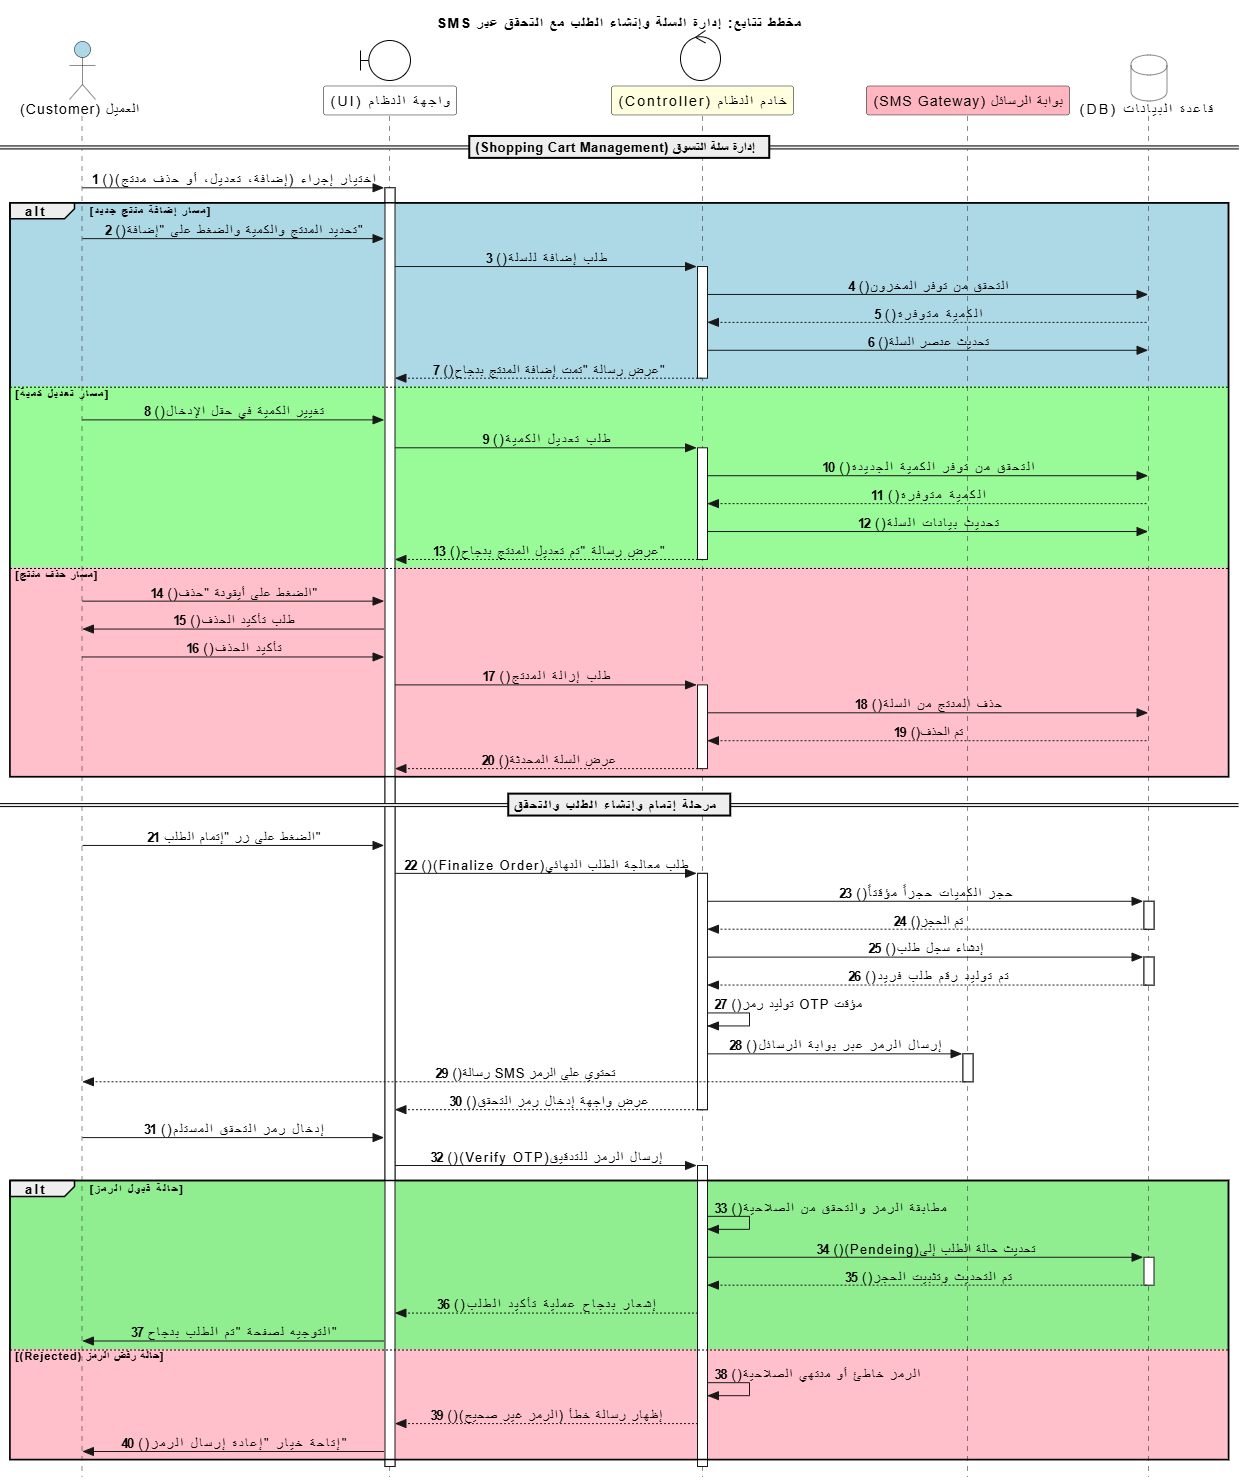 مخطط تتابع: إدارة السلة وإنشاء الطلب مع التحقق عبر SMS
العميل (Customer)
واجهة النظام (UI)
خادم النظام (Controller)
بوابة الرسائل (SMS Gateway)
قاعدة البيانات (DB)
إدارة سلة التسوق (Shopping Cart Management)
1 اختيار إجراء (إضافة، تعديل، أو حذف منتج)()
alt [مسار إضافة منتج جديد]
2 تحديد المنتج والكمية والضغط على "إضافة()"
3 طلب إضافة للسلة()
4 التحقق من توفر المخزون()
5 الكمية متوفرة()
6 تحديث عنصر السلة()
7 عرض رسالة "تمت إضافة المنتج بنجاح()"
[مسار تعديل كمية]
8 تغيير الكمية في حقل الإدخال()
9 طلب تعديل الكمية()
10 التحقق من توفر الكمية الجديدة()
11 الكمية متوفرة()
12 تحديث بيانات السلة()
13 عرض رسالة "تم تعديل المنتج بنجاح()"
[مسار حذف منتج]
14 الضغط على أيقونة "حذف()"
15 طلب تأكيد الحذف()
16 تأكيد الحذف()
17 طلب إزالة المنتج()
18 حذف المنتج من السلة()
19 تم الحذف()
20 عرض السلة المحدثة()
مرحلة إتمام وإنشاء الطلب والتحقق
21 الضغط على زر "إتمام الطلب"
22 طلب معالجة الطلب النهائي(Finalize Order)()
23 حجز الكميات حجزاً مؤقتاً()
24 تم الحجز()
25 إنشاء سجل طلب()
26 تم توليد رقم طلب فريد()
27 توليد رمز OTP مؤقت()
28 إرسال الرمز عبر بوابة الرسائل()
29 رسالة SMS تحتوي على الرمز()
30 عرض واجهة إدخال رمز التحقق()
31 إدخال رمز التحقق المستلم()
32 إرسال الرمز للتدقيق(Verify OTP)()
alt [حالة قبول الرمز]
33 مطابقة الرمز والتحقق من الصلاحية()
34 تحديث حالة الطلب إلى(Pendeing)()
35 تم التحديث وتثبيت الحجز()
36 إشعار بنجاح عملية تأكيد الطلب()
37 التوجيه لصفحة "تم الطلب بنجاح"
[حالة رفض الرمز (Rejected)]
38 الرمز خاطئ أو منتهي الصلاحية()
39 إظهار رسالة خطأ (الرمز غير صحيح)()
40 إتاحة خيار "إعادة إرسال الرمز()"